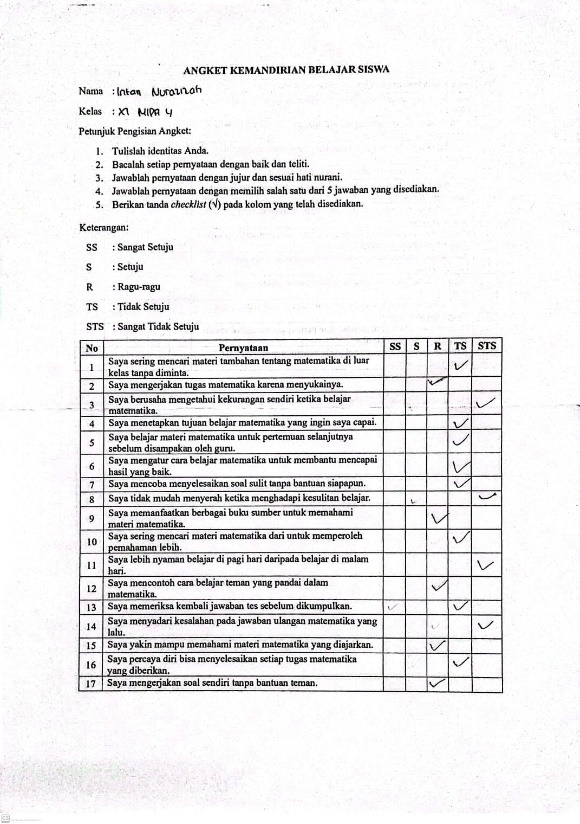 ANGKET KEMANDIRIAN BELAJAR SISWA
Nama : Intan Nurazizah
Kelas : XI MIPA 4
Petunjuk Pengisian Angket:
1. Tulislah identitas Anda.
2. Bacalah setiap pernyataan dengan baik dan teliti.
3. Jawablah pernyataan dengan jujur dan sesuai hati nurani.
4. Jawablah pernyataan dengan memilih salah satu dari 5 jawaban yang disediakan.
5. Berikan tanda checklist (√) pada kolom yang telah disediakan.
Keterangan:
SS : Sangat Setuju
S : Setuju
R : Ragu-ragu
TS : Tidak Setuju
STS : Sangat Tidak Setuju
No Pernyataan SS S R TS STS
1 Saya sering mencari materi tambahan tentang matematika di luar
kelas tanpa diminta. ✓
2 Saya mengerjakan tugas matematika karena menyukainya. ✓
3 Saya berusaha mengetahui kekurangan sendiri ketika belajar
matematika. ✓
4 Saya menetapkan tujuan belajar matematika yang ingin saya capai. ✓
5 Saya belajar materi matematika untuk pertemuan selanjutnya
sebelum disampakan oleh guru. ✓
6 Saya mengatur cara belajar matematika untuk membantu mencapai
hasil yang baik. ✓
7 Saya mencoba menyelesaikan soal sulit tanpa bantuan siapapun. ✓
8 Saya tidak mudah menyerah ketika menghadapi kesulitan belajar. ✓
9 Saya memanfaatkan berbagai buku sumber untuk memahami
materi matematika. ✓
10 Saya sering mencari materi matematika dari untuk memperoleh
pemahaman lebih. ✓
11 Saya lebih nyaman belajar di pagi hari daripada belajar di malam
hari. ✓
12 Saya mencontoh cara belajar teman yang pandai dalam
matematika. ✓
13 Saya memeriksa kembali jawaban tes sebelum dikumpulkan. ✓ ✓
14 Saya menyadari kesalahan pada jawaban ulangan matematika yang
lalu. ✓
15 Saya yakin mampu memahami materi matematika yang diajarkan. ✓
16 Saya percaya diri bisa menyelesaikan setiap tugas matematika
yang diberikan. ✓
17 Saya mengerjakan soal sendiri tanpa bantuan teman. ✓